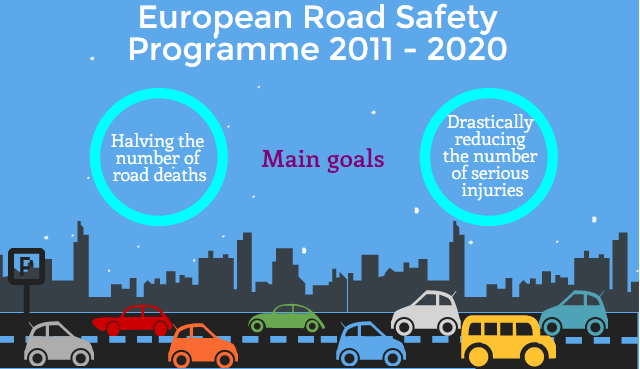 European Road Safety
Programme 2011 - 2020
Halving the
number of
road deaths
Main goals
Drastically
reducing
the number
of serious
injuries
P